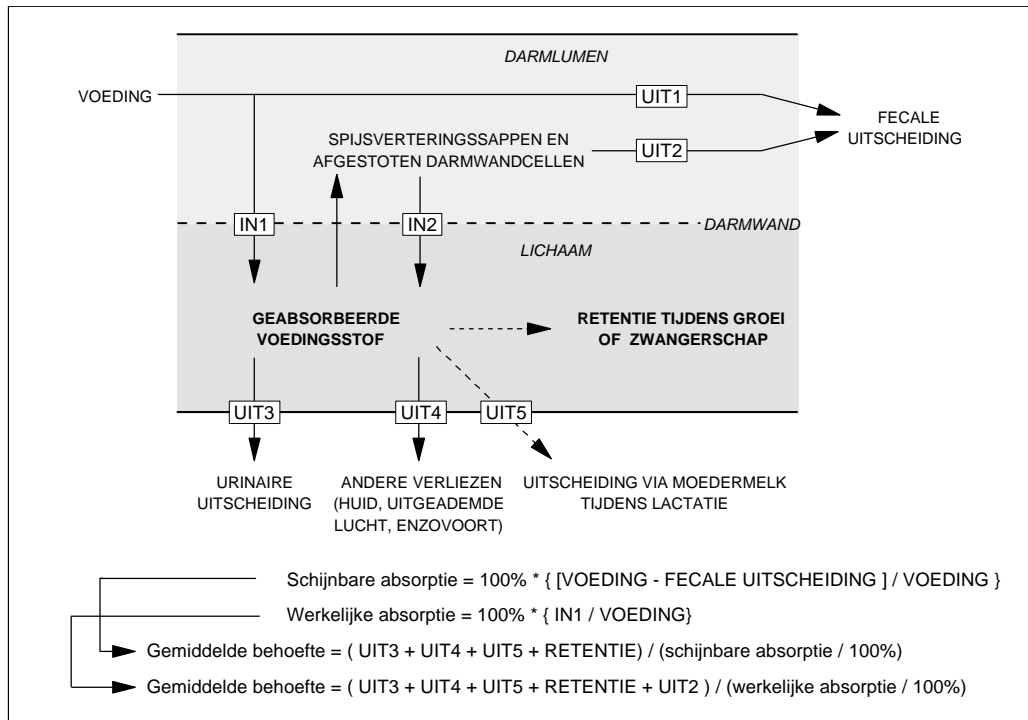 DARMLUMEN
VOEDING
UIT1
FECALE
UITSCHEIDING
SPIJSVERTERINGSSAPPEN EN
AFGESTOTEN DARMWANDCELLEN
UIT2
IN1
IN2
DARMWAND
LICHAAM
GEABSORBEERDE
VOEDINGSSTOF
RETENTIE TIJDENS GROEI
OF ZWANGERSCHAP
UIT3
UIT4
UIT5
URINAIRE
UITSCHEIDING
ANDERE VERLIEZEN
(HUID, UITGEADEMDE
LUCHT, ENZOVOORT)
UITSCHEIDING VIA MOEDERMELK
TIJDENS LACTATIE
Schijnbare absorptie = 100% * { [VOEDING - FECALE UITSCHEIDING ] / VOEDING }
Werkelijke absorptie = 100% * { IN1 / VOEDING}
Gemiddelde behoefte = ( UIT3 + UIT4 + UIT5 + RETENTIE) / (schijnbare absorptie / 100%)
Gemiddelde behoefte = ( UIT3 + UIT4 + UIT5 + RETENTIE + UIT2 ) / (werkelijke absorptie / 100%)